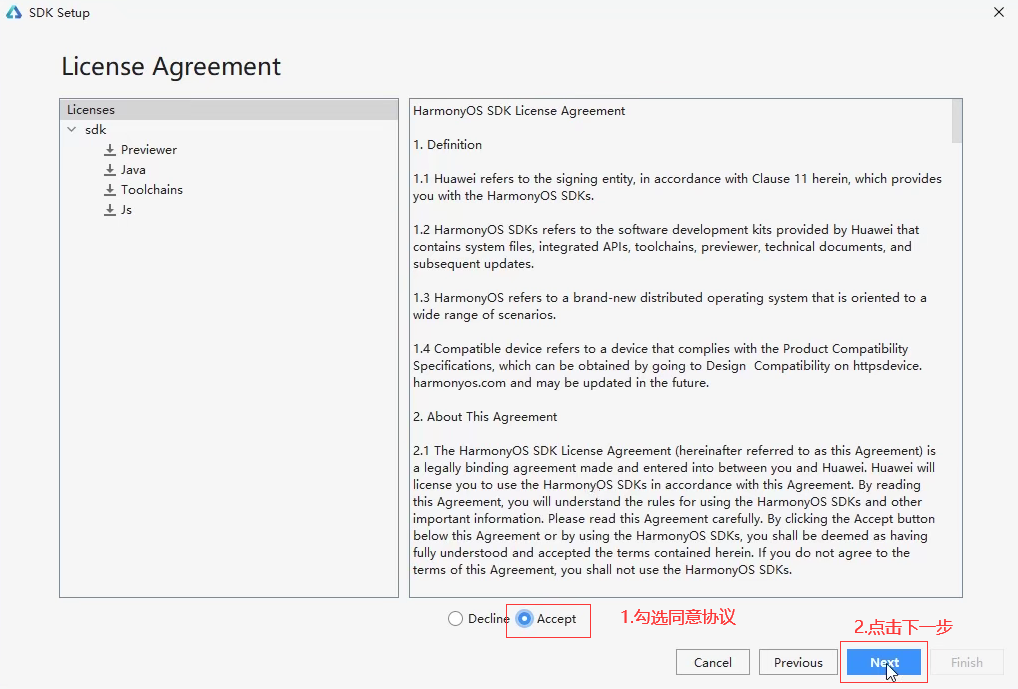 SDK Setup
License Agreement
Licenses
sdk
Previewer
Java
Toolchains
Js
HarmonyOS SDK License Agreement
1. Definition
1.1 Huawei refers to the signing entity, in accordance with Clause 11 herein, which provides
you with the HarmonyOS SDKs.
1.2 HarmonyOS SDKs refers to the software development kits provided by Huawei that
contains system files, integrated APIs, toolchains, previewer, technical documents, and
subsequent updates.
1.3 HarmonyOS refers to a brand-new distributed operating system that is oriented to a
wide range of scenarios.
1.4 Compatible device refers to a device that complies with the Product Compatibility
Specifications, which can be obtained by going to Design  Compatibility on httpsdevice.
harmonyos.com and may be updated in the future.
2. About This Agreement
2.1 The HarmonyOS SDK License Agreement (hereinafter referred to as this Agreement) is
a legally binding agreement made and entered into between you and Huawei. Huawei will
license you to use the HarmonyOS SDKs in accordance with this Agreement. By reading
this Agreement, you will understand the rules for using the HarmonyOS SDKs and other
important information. Please read this Agreement carefully. By clicking the Accept button
below this Agreement or by using the HarmonyOS SDKs, you shall be deemed as having
fully understood and accepted the terms contained herein. If you do not agree to the
terms of this Agreement, you shall not use the HarmonyOS SDKs.
Decline Accept 1.勾选同意协议
2.点击下一步
Cancel Previous Next Finish